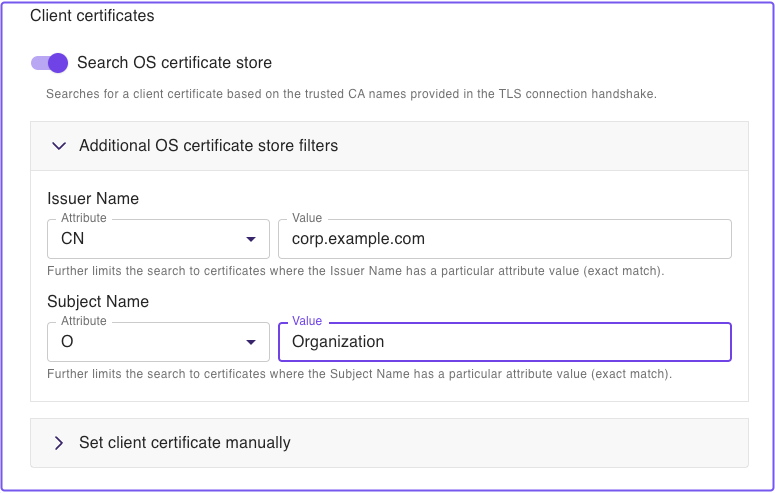 Client certificates
Search OS certificate store
Searches for a client certificate based on the trusted CA names provided in the TLS connection handshake.
Additional OS certificate store filters
Issuer Name
Attribute
CN
Value
corp.example.com
Further limits the search to certificates where the Issuer Name has a particular attribute value (exact match).
Subject Name
Attribute
O
Value
Organization
Further limits the search to certificates where the Subject Name has a particular attribute value (exact match).
Set client certificate manually